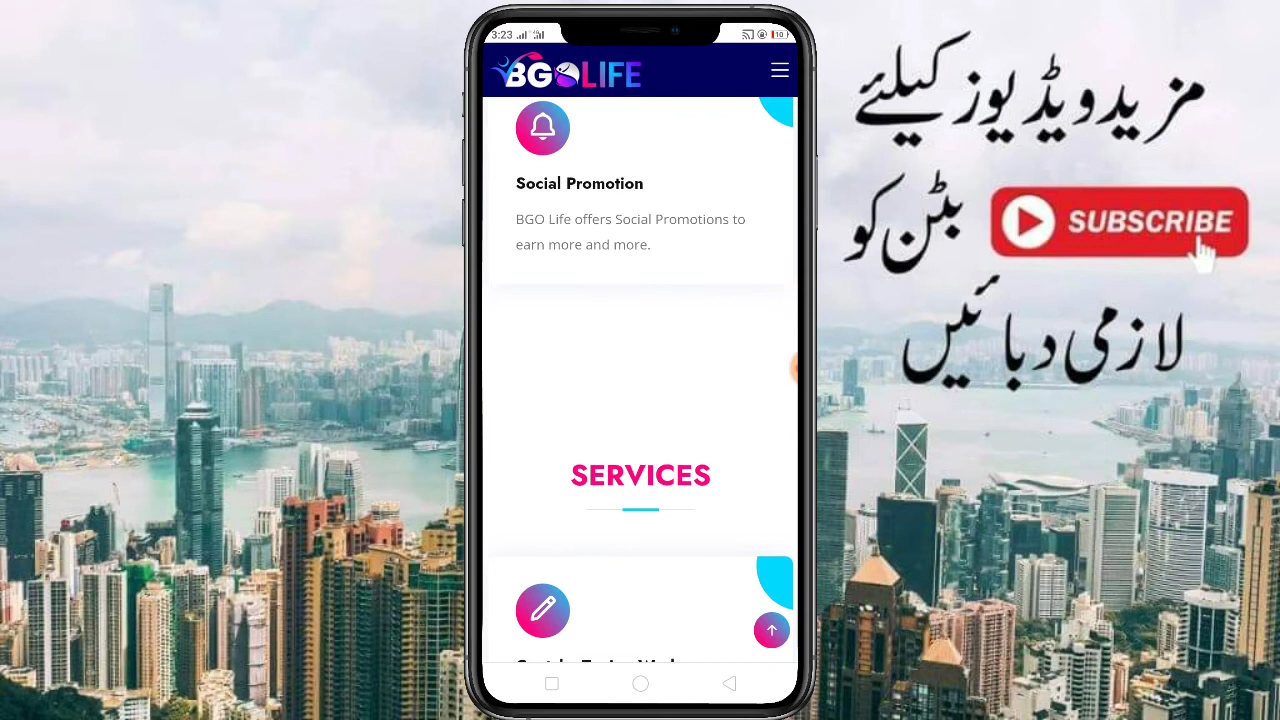 3:23
10
BGOLIFE
Social Promotion
BGO Life offers Social Promotions to
earn more and more.
SERVICES
مزید ویڈیوز کیلئے
بٹن کو SUBSCRIBE
لازمی دبائیں